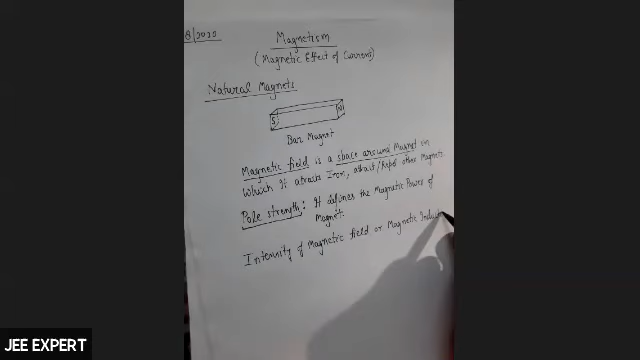 8/2020
Magnetism
(Magnetic Effect of Current)
Natural Magnets
S N
Bar Magnet
Magnetic field is a space around Magnet in
Which It attracts Iron, attract/Repel other Magnets
Pole strength: It defines the Magnetic Power of
Magnet.
Intensity of Magnetic field or Magnetic Induct
JEE EXPERT